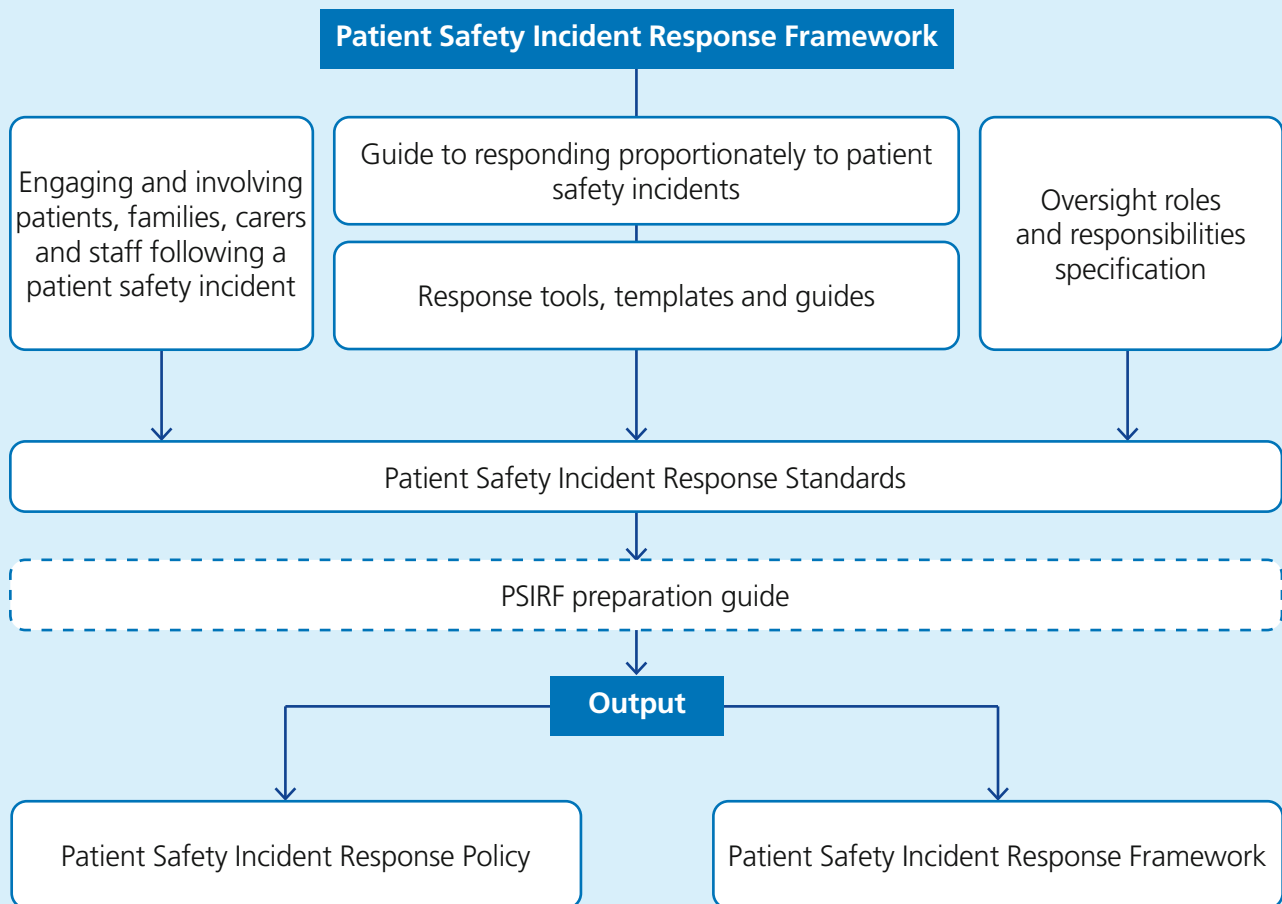 Patient Safety Incident Response Framework
Engaging and involving
patients, families, carers
and staff following a
patient safety incident
Guide to responding proportionately to patient
safety incidents
Response tools, templates and guides
Oversight roles
and responsibilities
specification
Patient Safety Incident Response Standards
PSIRF preparation guide
Output
Patient Safety Incident Response Policy
Patient Safety Incident Response Framework